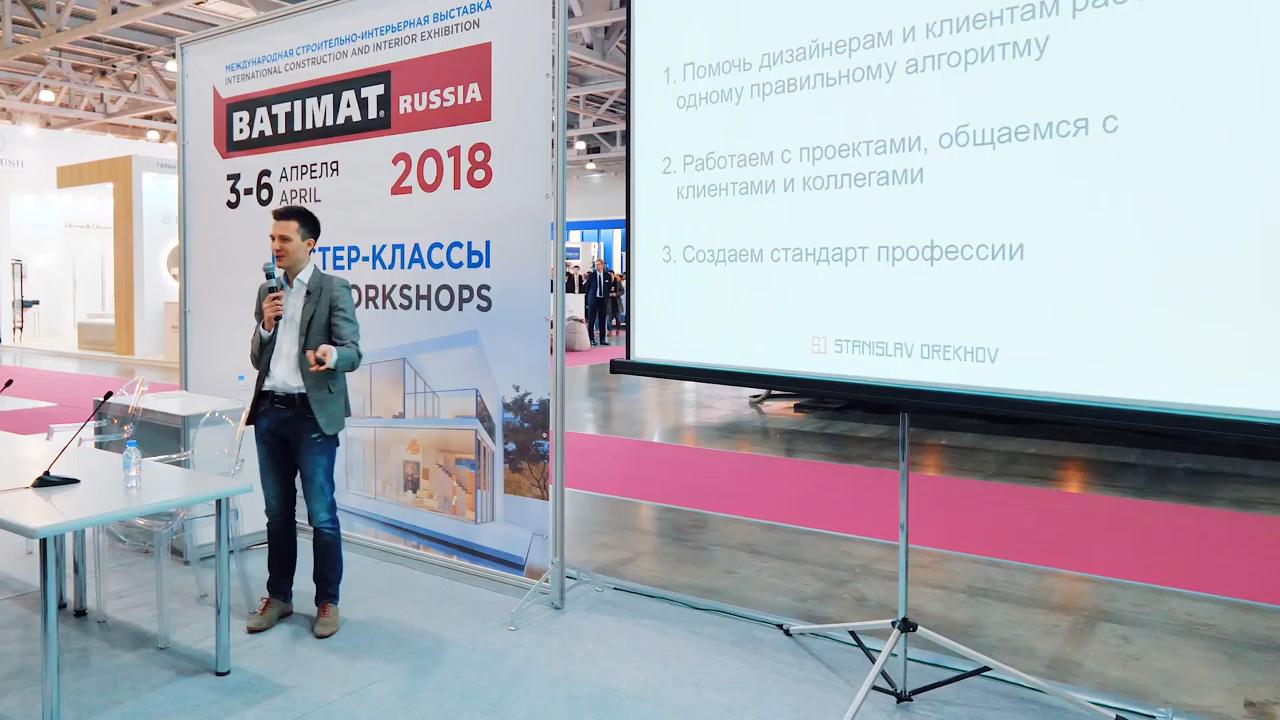 МЕЖДУНАРОДНАЯ СТРОИТЕЛЬНО-ИНТЕРЬЕРНАЯ ВЫСТАВКА
INTERNATIONAL CONSTRUCTION AND INTERIOR EXHIBITION
BATIMAT® RUSSIA
3-6 АПРЕЛЯ
APRIL
2018
ТЕР-КЛАССЫ
ORKSHOPS
1. Помочь дизайнерам и клиентам
одному правильному алгоритму
2. Работаем с проектами, общаемся с
клиентами и коллегами
3. Создаем стандарт профессии
STANISLAV OREKHOV